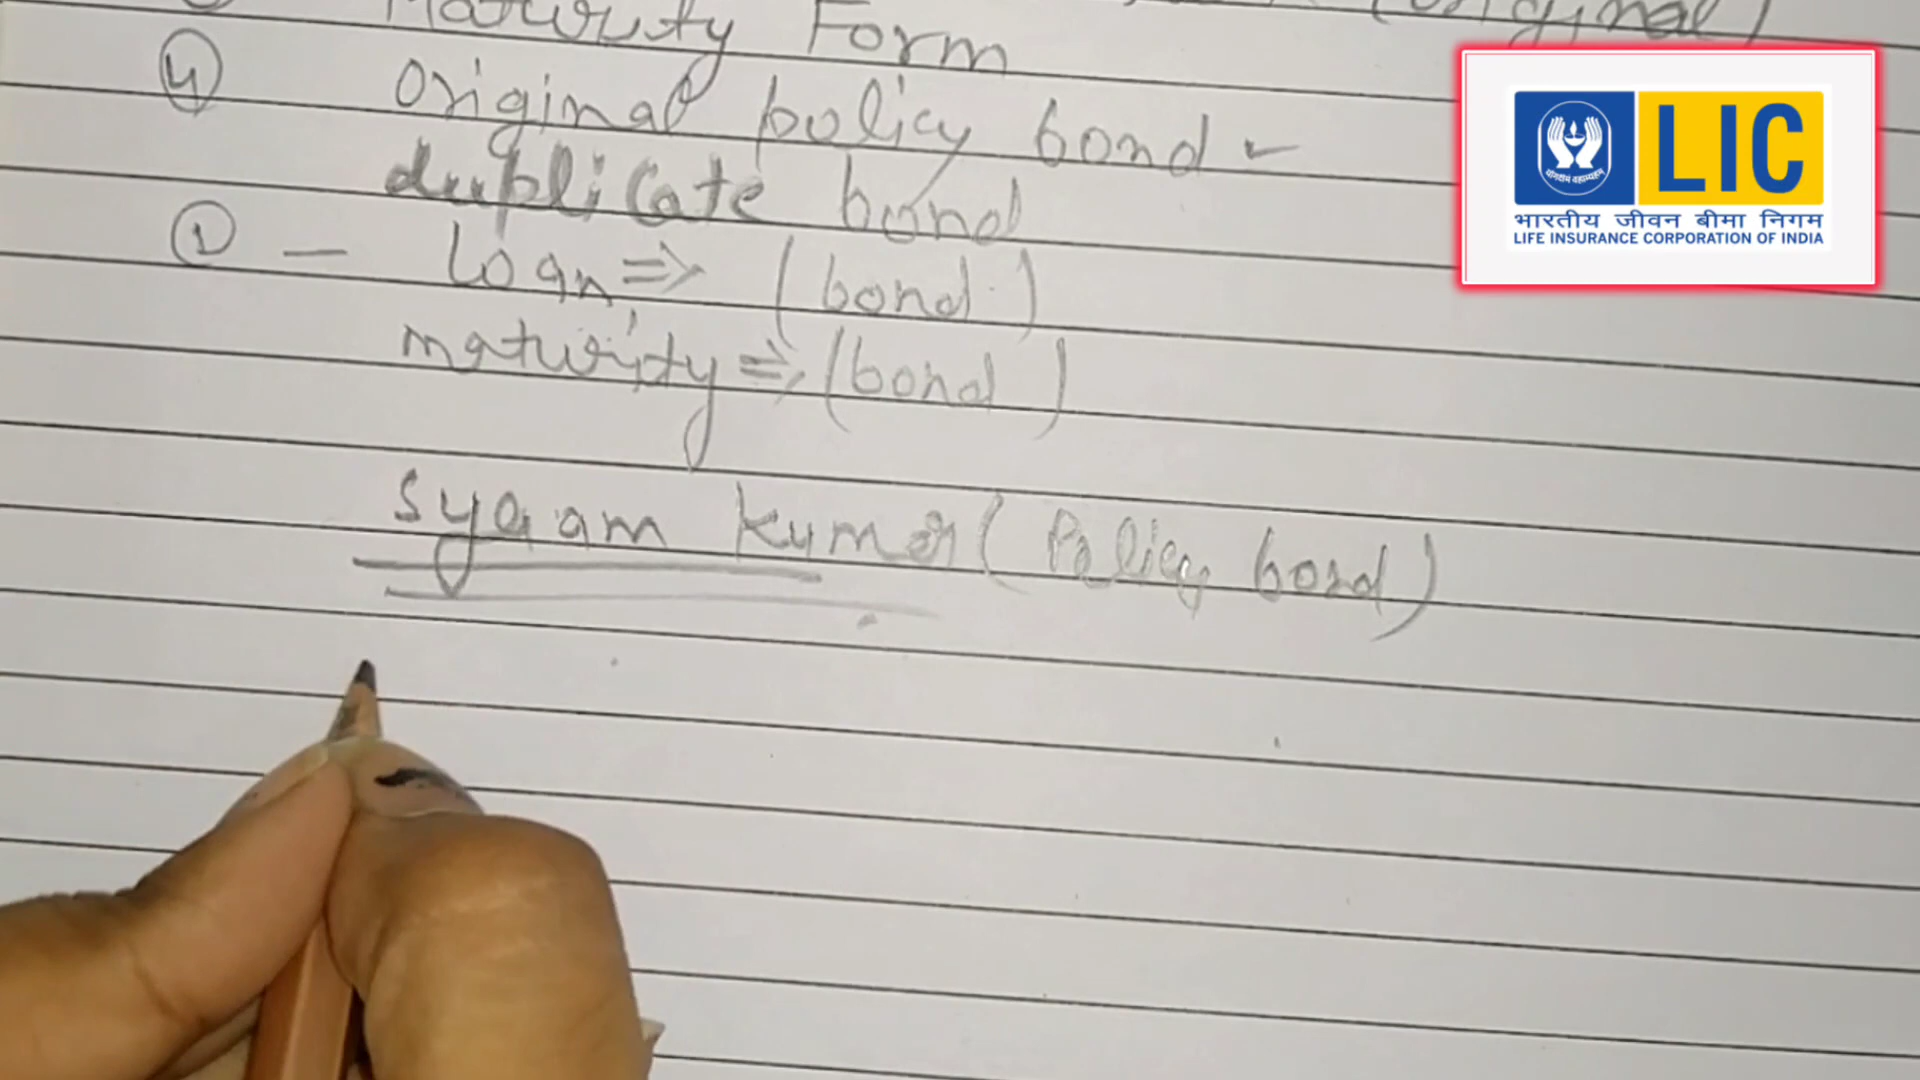 (original)
Maturity Form
4 original policy bond
duplicate bond
1 — Loan => (bond)
maturity => (bond)
syaam kumar (Policy bond)
LIC
भारतीय जीवन बीमा निगम
LIFE INSURANCE CORPORATION OF INDIA